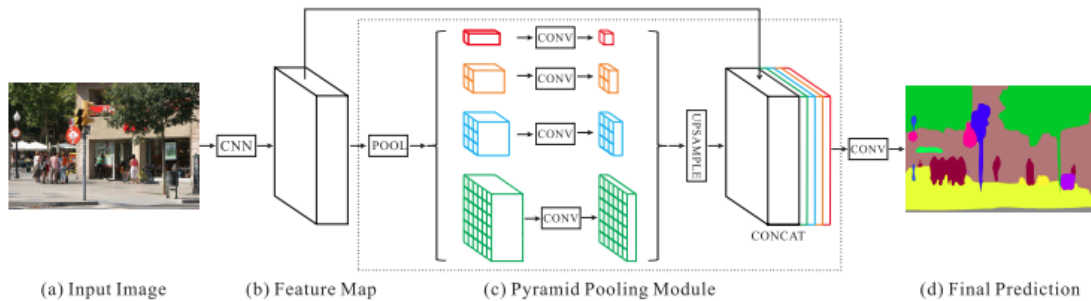 CNN
POOL
CONV
CONV
CONV
CONV
UPSAMPLE
CONCAT
CONV
(a) Input Image
(b) Feature Map
(c) Pyramid Pooling Module
(d) Final Prediction